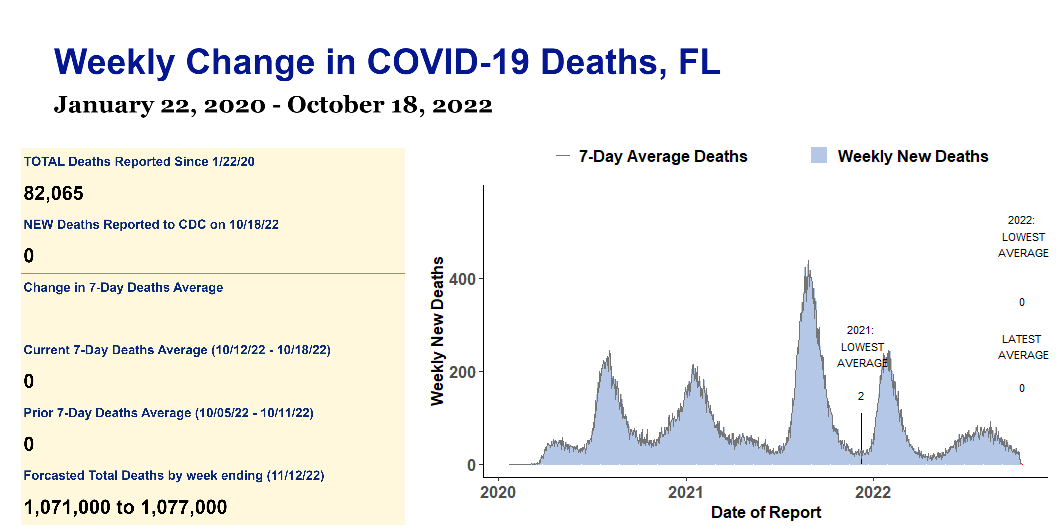 Weekly Change in COVID-19 Deaths, FL
January 22, 2020 - October 18, 2022
TOTAL Deaths Reported Since 1/22/20
82,065
NEW Deaths Reported to CDC on 10/18/22
0
Change in 7-Day Deaths Average
Current 7-Day Deaths Average (10/12/22 - 10/18/22)
0
Prior 7-Day Deaths Average (10/05/22 - 10/11/22)
0
Forcasted Total Deaths by week ending (11/12/22)
1,071,000 to 1,077,000
7-Day Average Deaths
Weekly New Deaths
Weekly New Deaths
400
200
0
2021:
LOWEST
AVERAGE
2
2022:
LOWEST
AVERAGE
0
LATEST
AVERAGE
0
2020
2021
2022
Date of Report